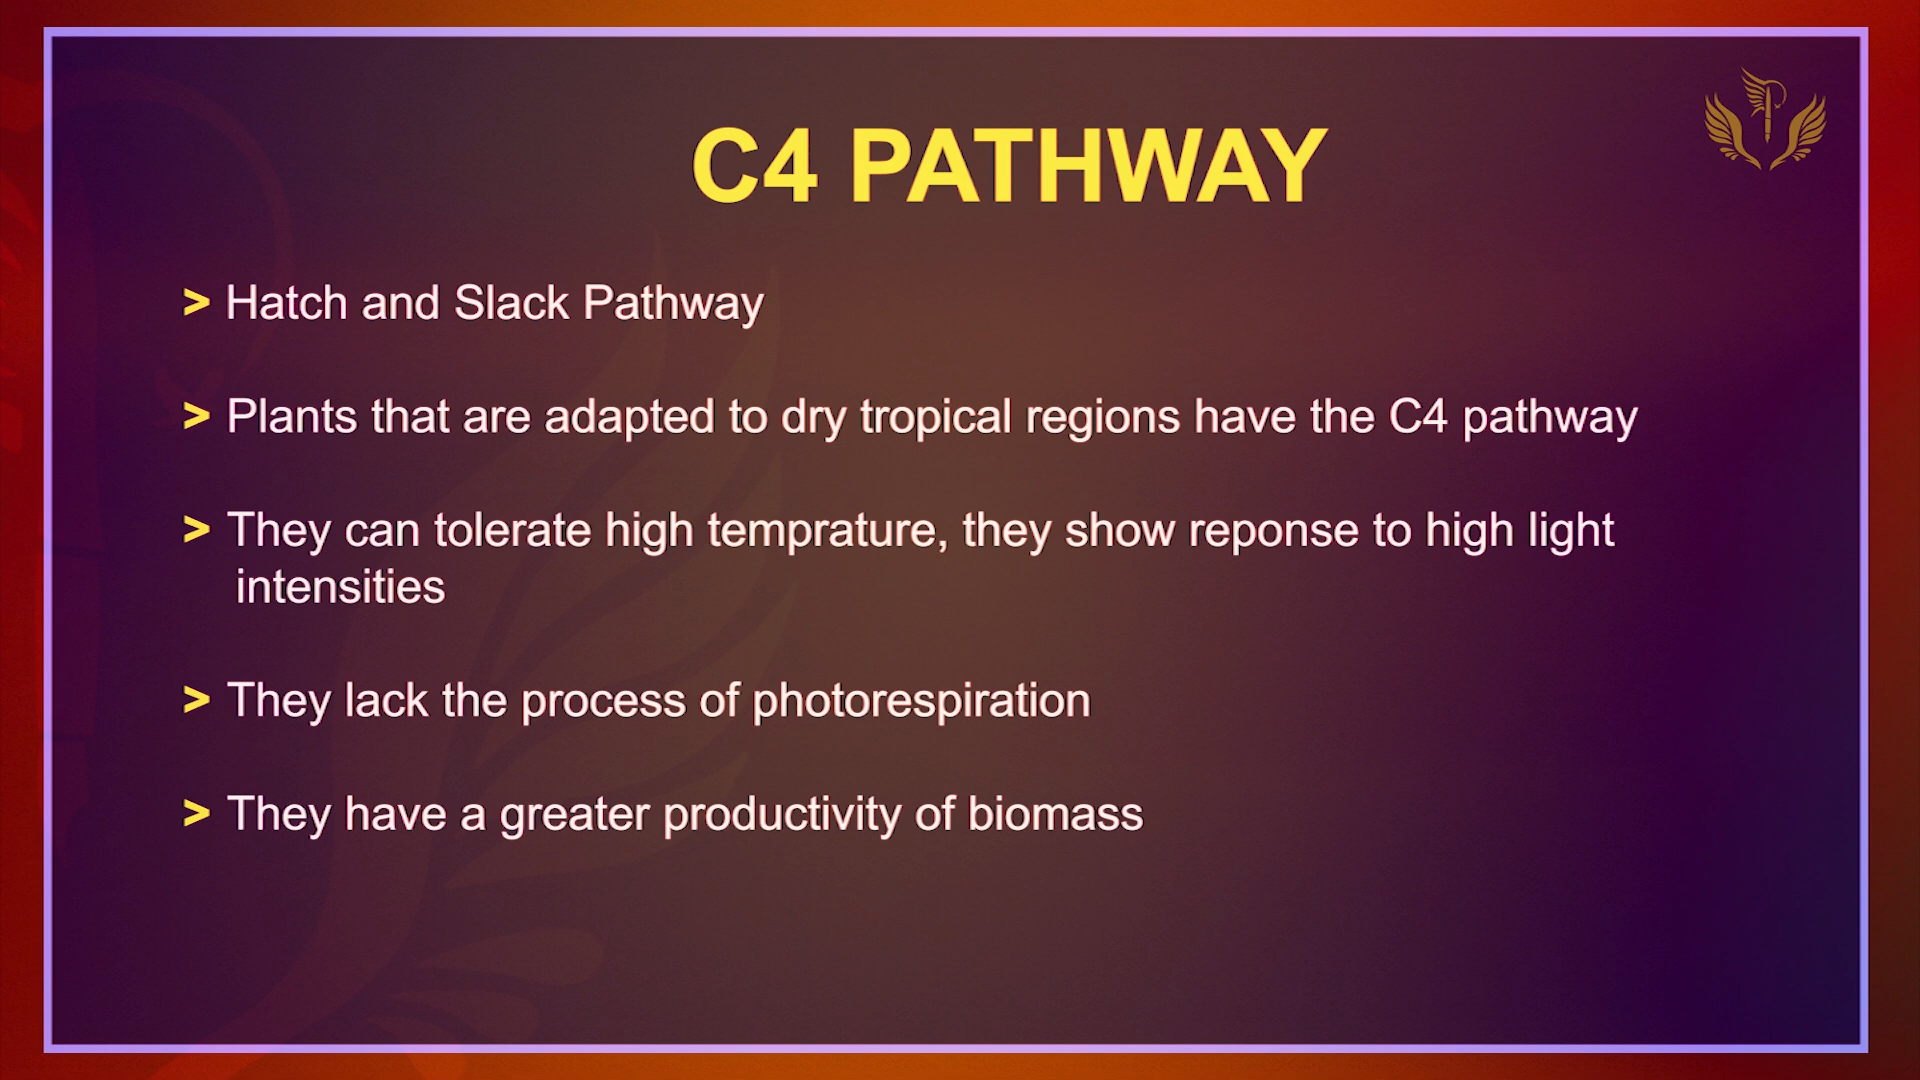 C4 PATHWAY
> Hatch and Slack Pathway
> Plants that are adapted to dry tropical regions have the C4 pathway
> They can tolerate high temprature, they show reponse to high light
intensities
> They lack the process of photorespiration
> They have a greater productivity of biomass